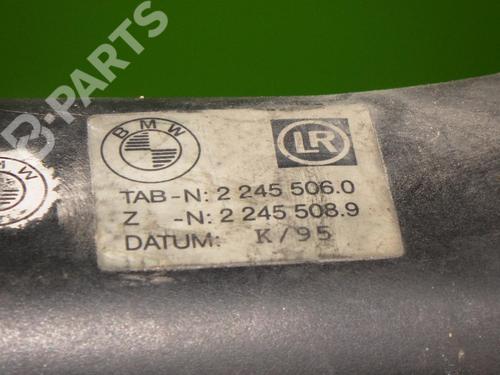 B-PARTS
BMW
LR
TAB-N: 2 245 506.0
Z -N: 2 245 508.9
DATUM: K/95